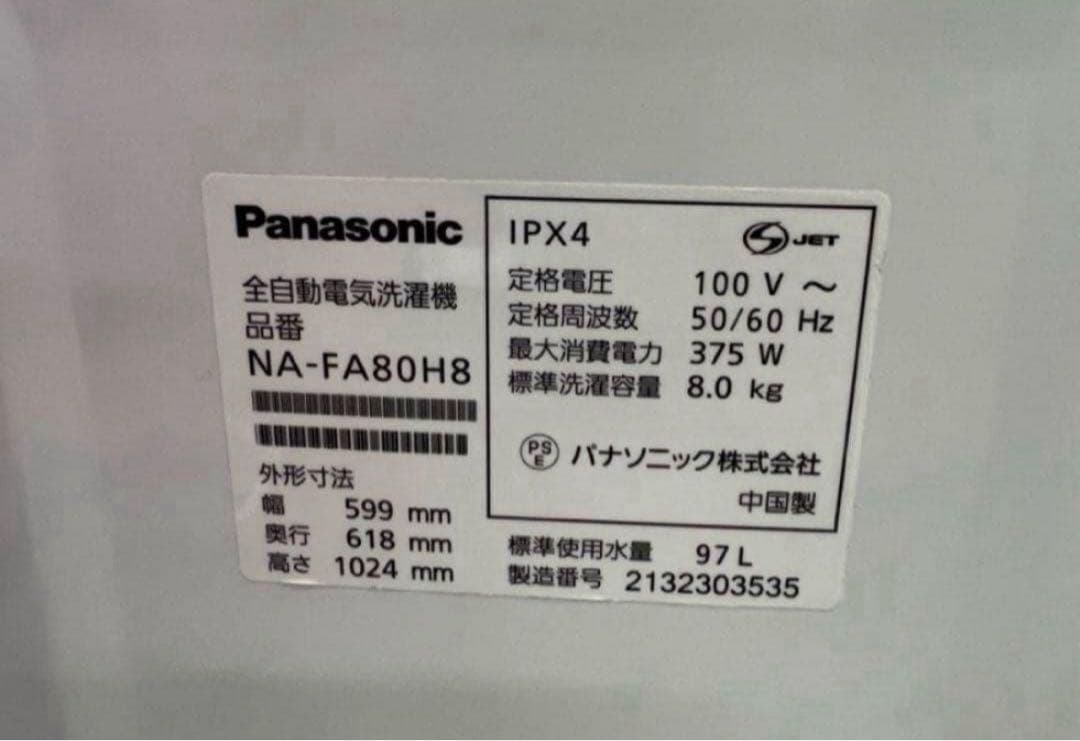 Panasonic
全自動電気洗濯機
品番
NA-FA80H8
外形寸法
幅 599 mm
奥行 618 mm
高さ 1024 mm
IPX4
S JET
定格電圧 100 V ～
定格周波数 50/60 Hz
最大消費電力 375 W
標準洗濯容量 8.0 kg
PSE パナソニック株式会社
中国製
標準使用水量 97 L
製造番号 2132303535